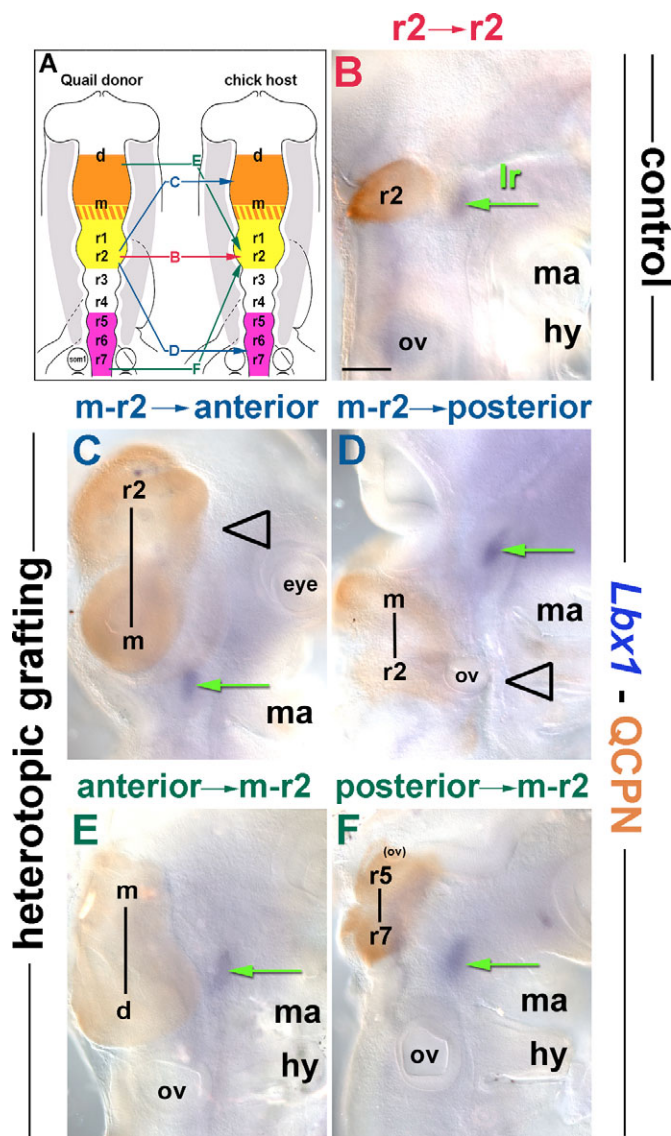 r2→r2
A
Quail donor
chick host
d
d
E
C
m
m
r1
r1
r2
B
r2
r3
r3
r4
r4
r5
r5
r6
r6
D
r7
r7
som1
F
B
lr
r2
ma
hy
ov
control
m-r2→anterior
m-r2→posterior
C
r2
m
eye
ma
D
m
r2
ov
ma
heterotopic grafting
Lbx1 - QCPN
anterior→m-r2
posterior→m-r2
E
m
d
ma
hy
ov
F
(ov)
r5
r7
ma
hy
ov